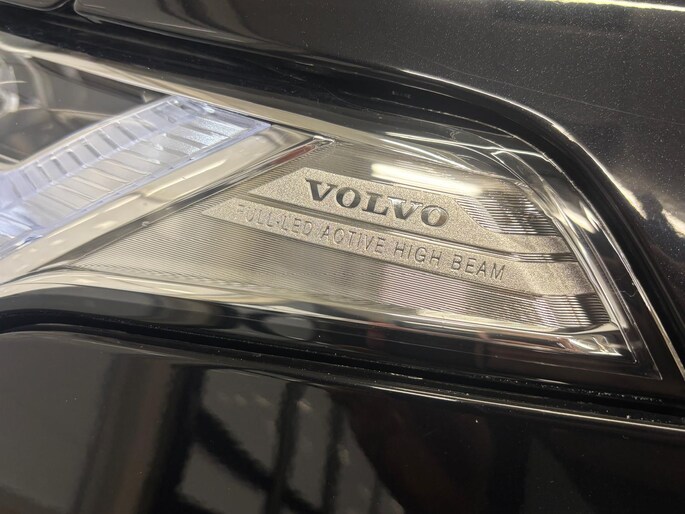 VOLVO
FULL-LED ACTIVE HIGH BEAM